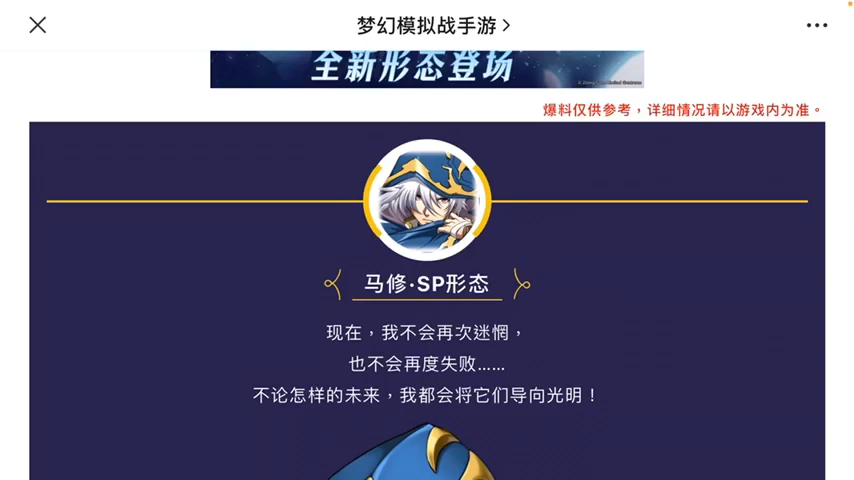 梦幻模拟战手游
全新形态登场
爆料仅供参考，详细情况请以游戏内为准。
马修·SP形态
现在，我不会再次迷惘，
也不会再度失败……
不论怎样的未来，我都会将它们导向光明！